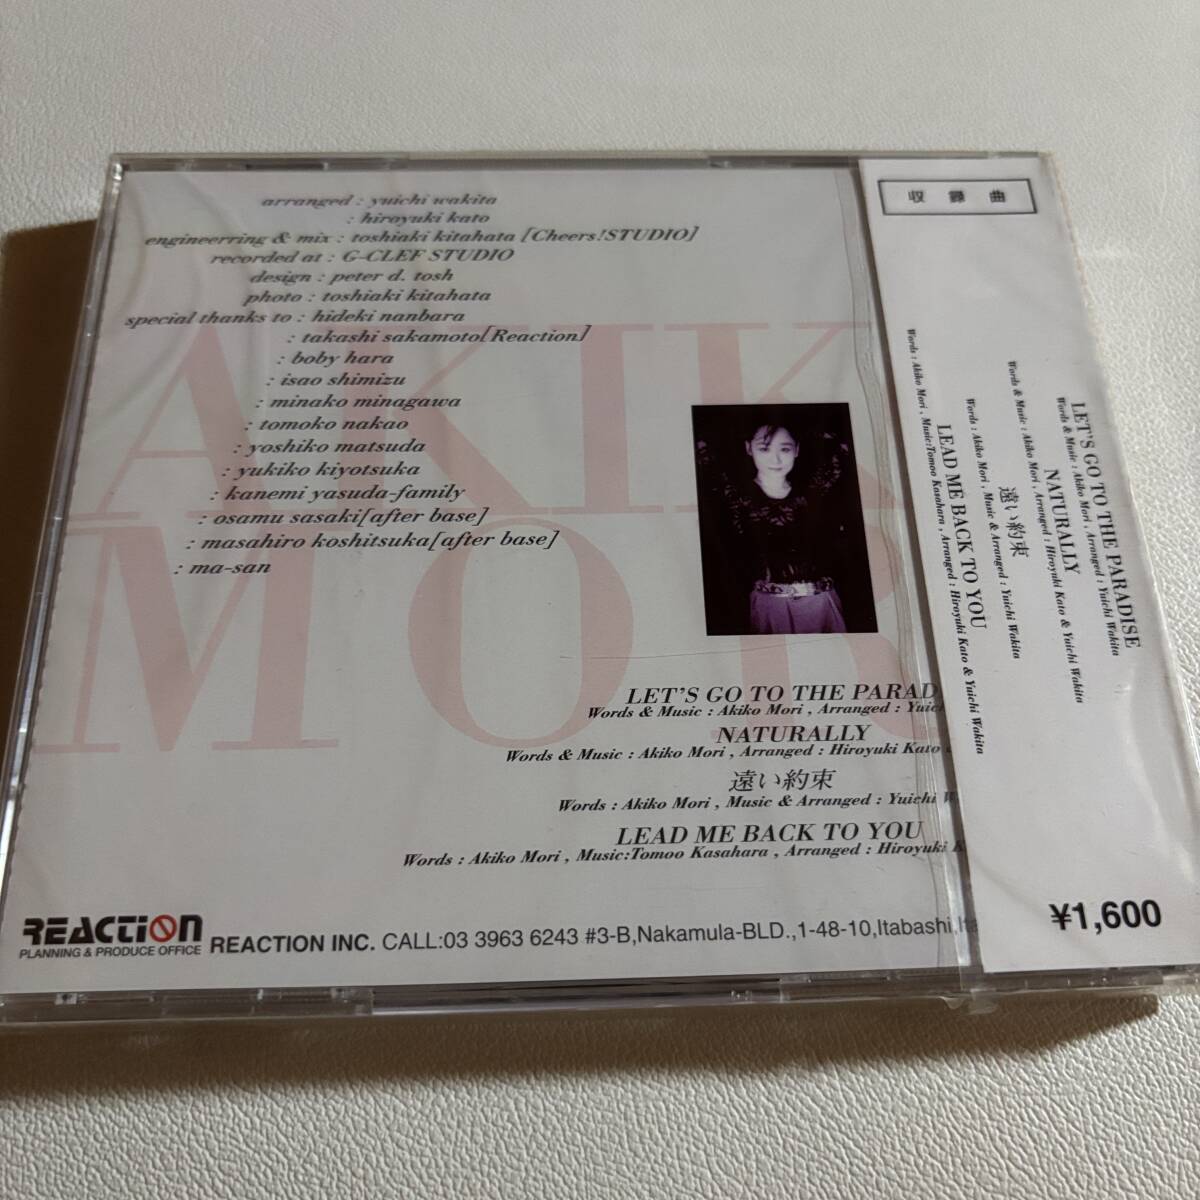 arranged : yuichi wakita
: hiroyuki kato
engineerring & mix : toshiaki kitahata [Cheers!STUDIO]
recorded at : G-CLEF STUDIO
design : peter d. tosh
photo : toshiaki kitahata
special thanks to : hideki nanbara
: takashi sakamoto[Reaction]
: boby hara
: isao shimizu
: minako minagawa
: tomoko nakao
: yoshiko matsuda
: yukiko kiyotsuka
: kanemi yasuda-family
: osamu sasaki[after base]
: masahiro koshitsuka[after base]
: ma-san
AKIK
MOR
LET'S GO TO THE PARAD
Words & Music : Akiko Mori , Arranged : Yuic
NATURALLY
Words & Music : Akiko Mori , Arranged : Hiroyuki Kato
遠い約束
Words : Akiko Mori , Music & Arranged : Yuichi W
LEAD ME BACK TO YOU
Words : Akiko Mori , Music:Tomoo Kasahara , Arranged : Hiroyuki K
REACTION
PLANNING & PRODUCE OFFICE
REACTION INC. CALL:03 3963 6243 #3-B,Nakamula-BLD.,1-48-10,Itabashi,Ita
収録曲
LET'S GO TO THE PARADISE
Words & Music : Akiko Mori , Arranged : Yuichi Wakita
NATURALLY
Words & Music : Akiko Mori , Arranged : Hiroyuki Kato & Yuichi Wakita
遠い約束
Words : Akiko Mori , Music & Arranged : Yuichi Wakita
LEAD ME BACK TO YOU
Words : Akiko Mori , Music:Tomoo Kasahara , Arranged : Hiroyuki Kato & Yuichi Wakita
¥1,600